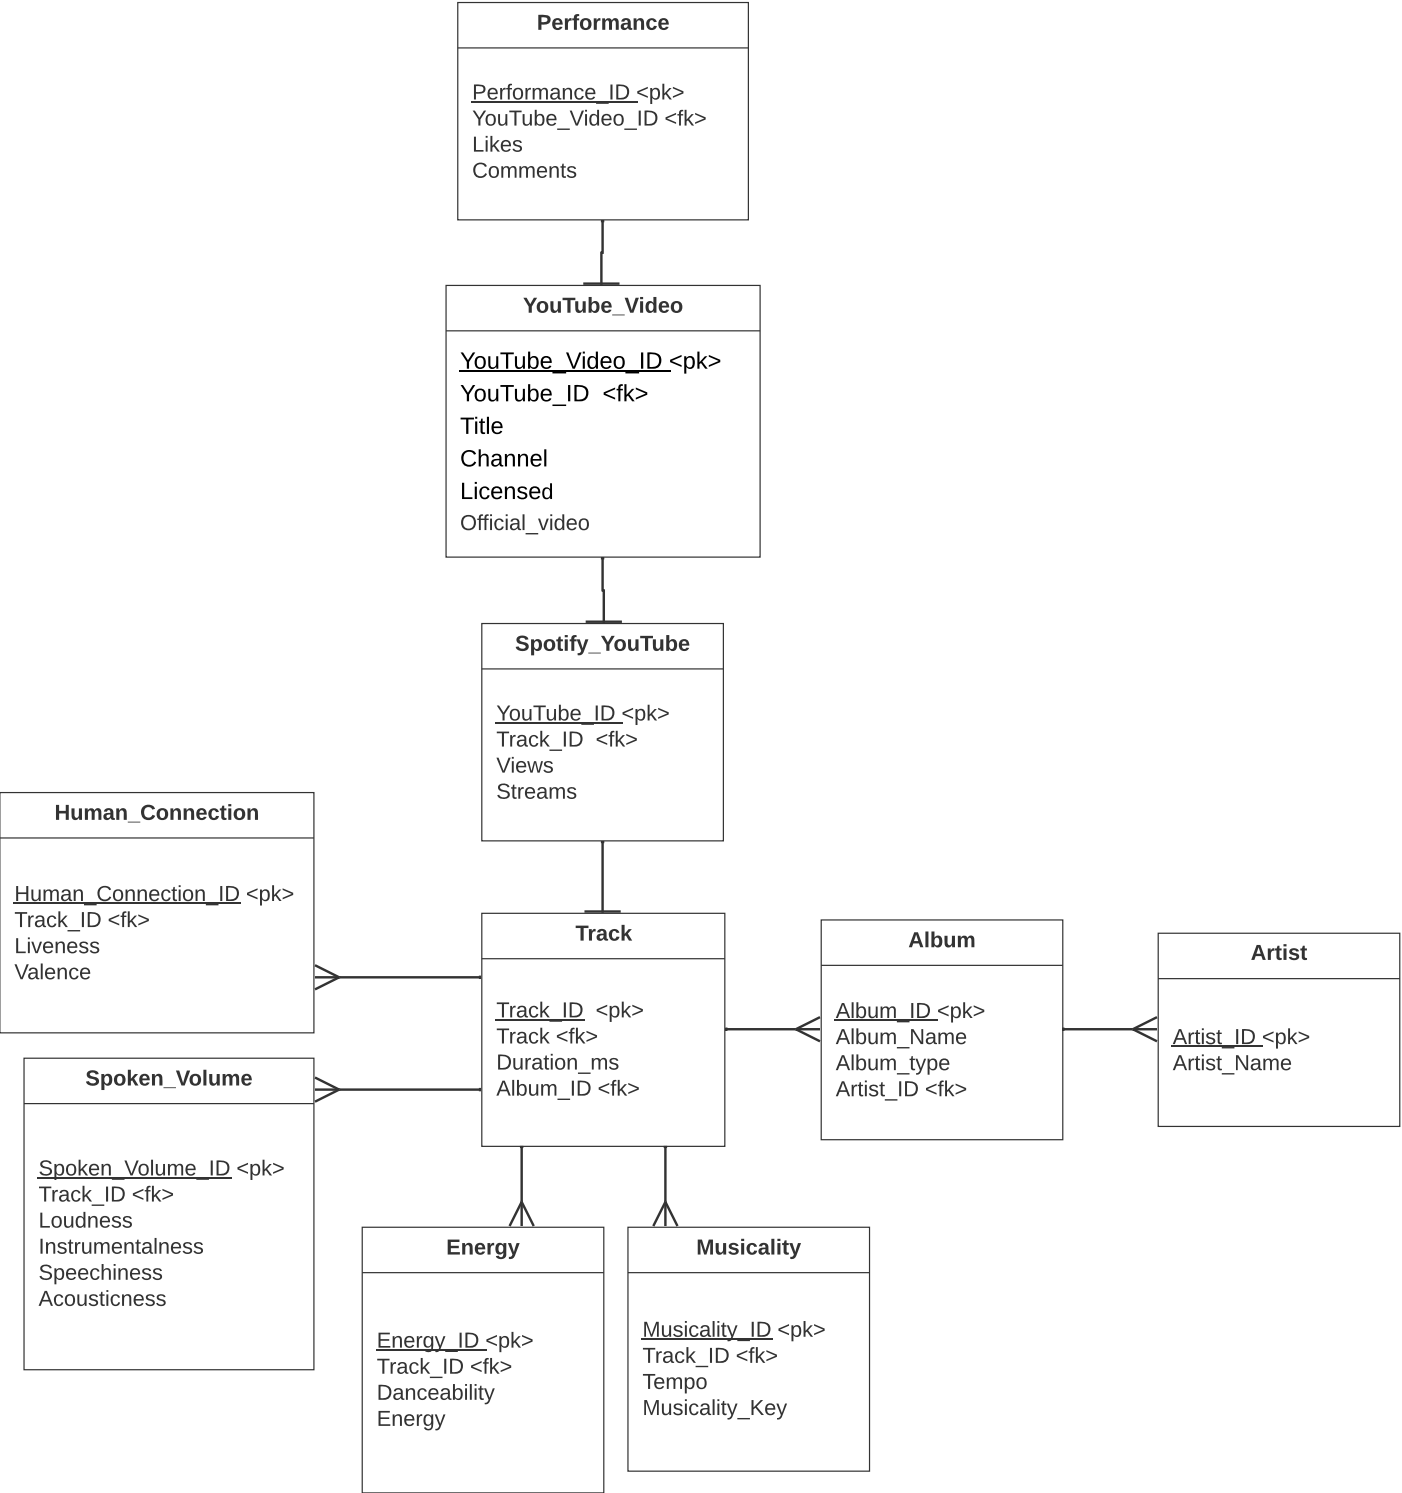 Performance
Performance_ID <pk>
YouTube_Video_ID <fk>
Likes
Comments
YouTube_Video
YouTube_Video_ID <pk>
YouTube_ID  <fk>
Title
Channel
Licensed
Official_video
Spotify_YouTube
YouTube_ID <pk>
Track_ID  <fk>
Views
Streams
Human_Connection
Human_Connection_ID <pk>
Track_ID <fk>
Liveness
Valence
Track
Track_ID  <pk>
Track <fk>
Duration_ms
Album_ID <fk>
Album
Album_ID <pk>
Album_Name
Album_type
Artist_ID <fk>
Artist
Artist_ID <pk>
Artist_Name
Spoken_Volume
Spoken_Volume_ID <pk>
Track_ID <fk>
Loudness
Instrumentalness
Speechiness
Acousticness
Energy
Energy_ID <pk>
Track_ID <fk>
Danceability
Energy
Musicality
Musicality_ID <pk>
Track_ID <fk>
Tempo
Musicality_Key